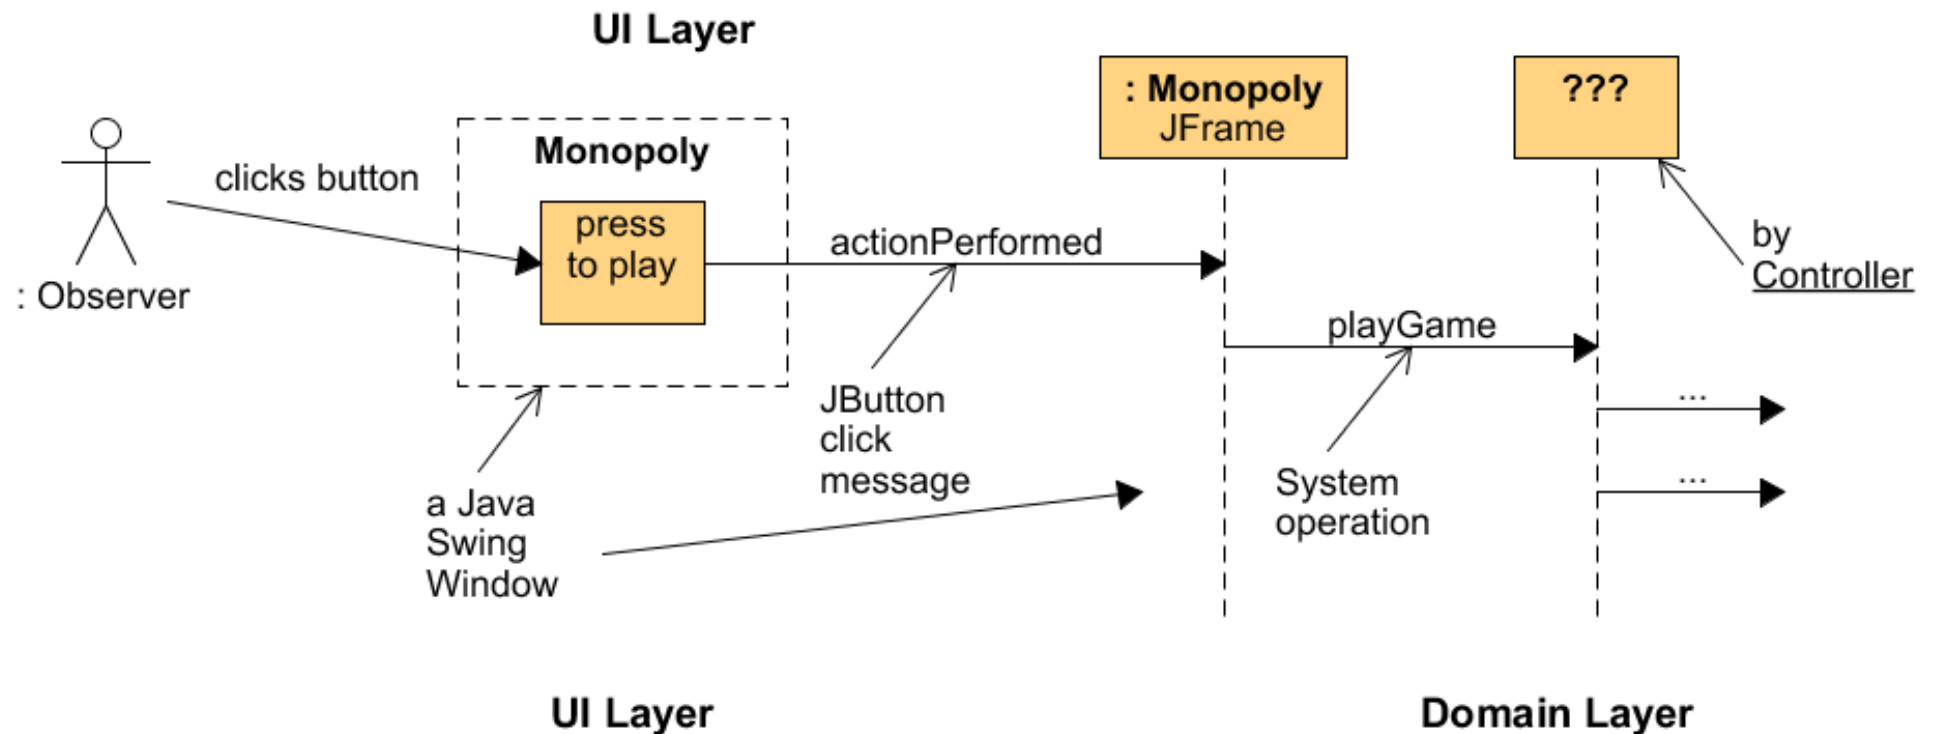 UI Layer
: Monopoly
JFrame
???
Monopoly
clicks button
press
to play
actionPerformed
by
Controller
: Observer
playGame
JButton
click
message
...
System
operation
...
a Java
Swing
Window
UI Layer
Domain Layer